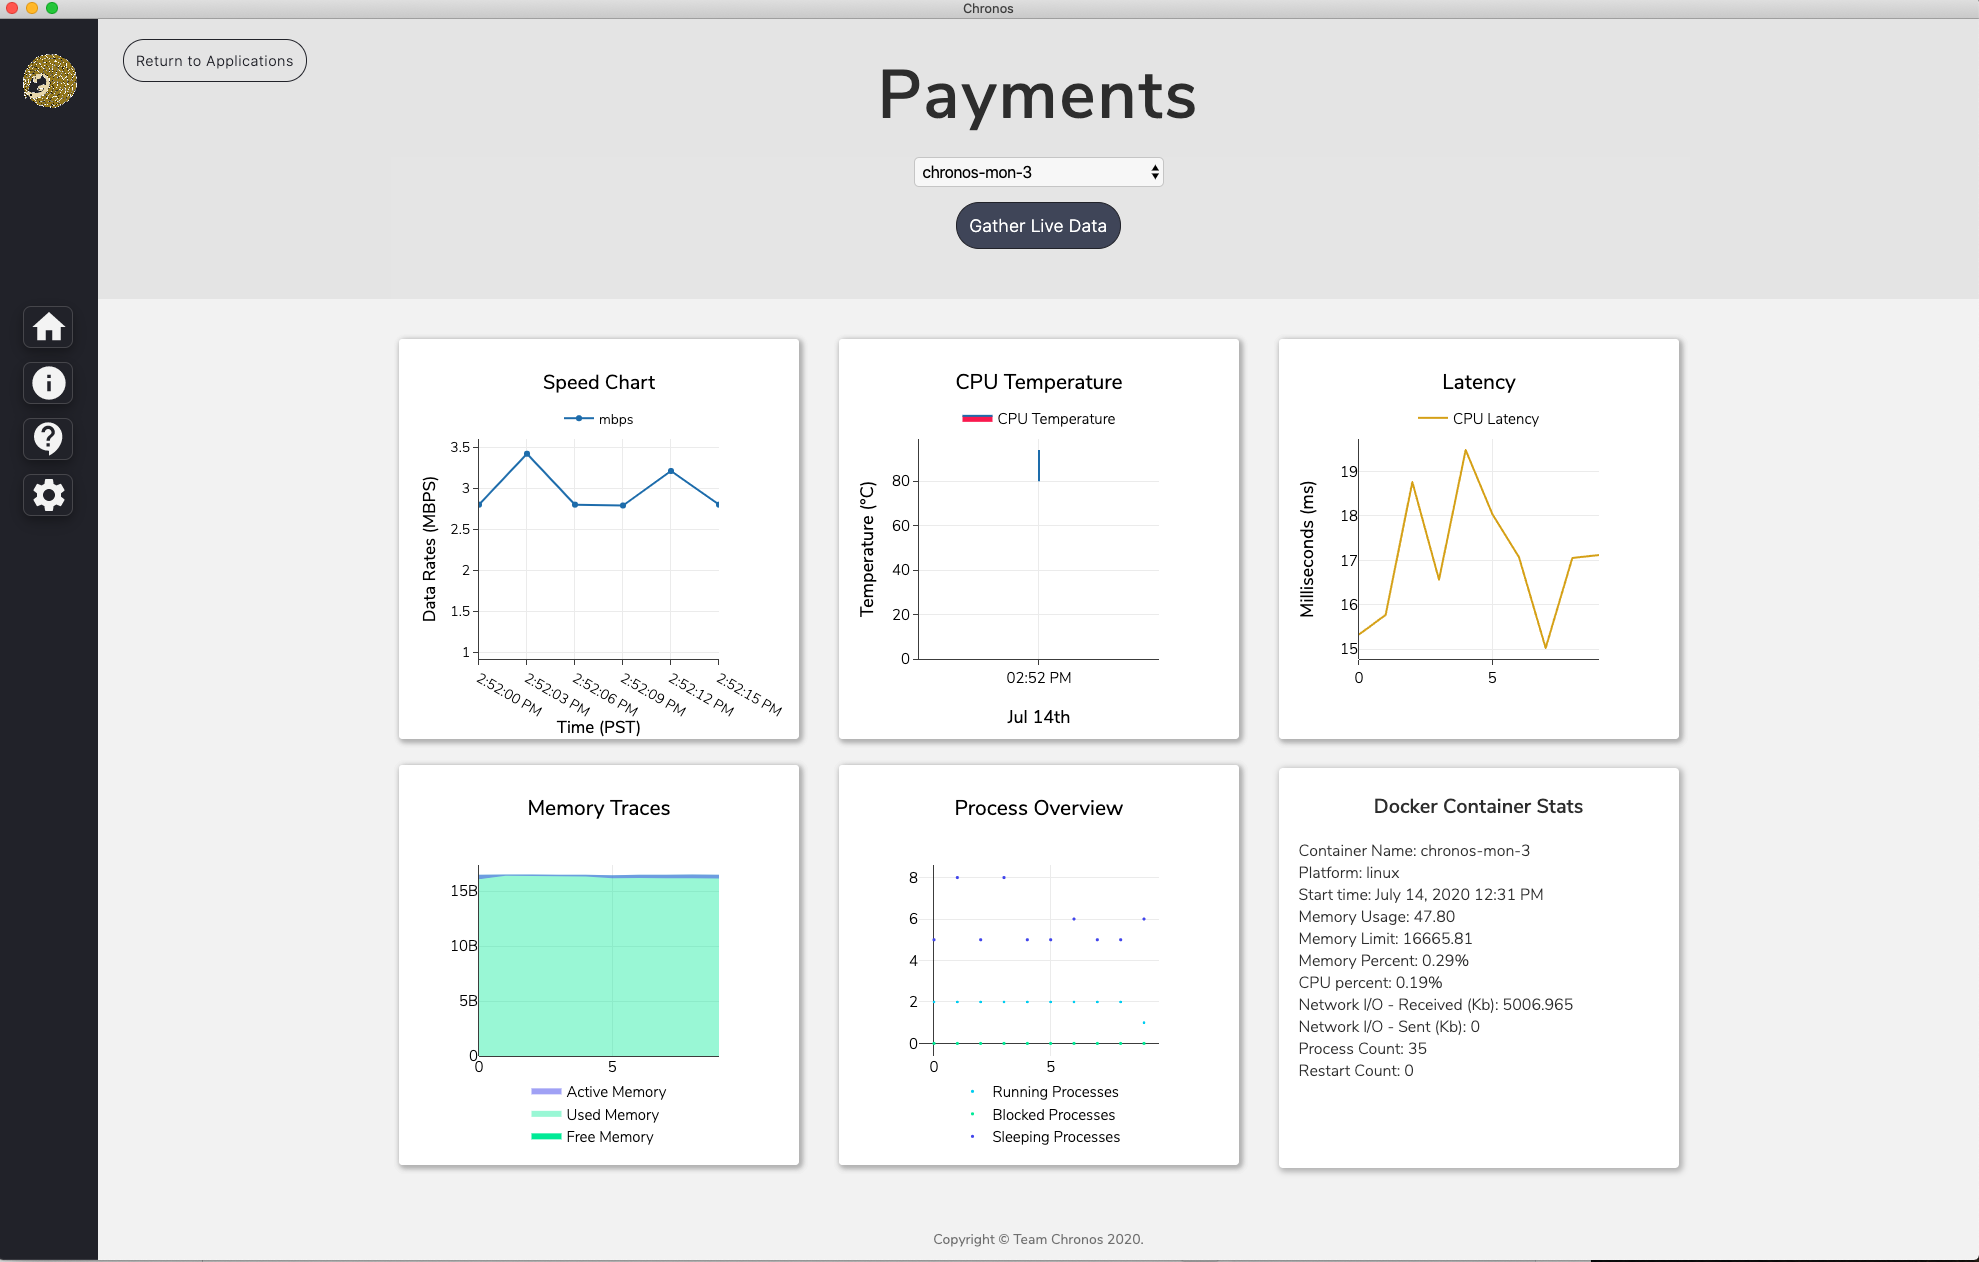 Chronos
Return to Applications
Payments
chronos-mon-3
Gather Live Data
Speed Chart
mbps
Data Rates (MBPS)
3.5
3
2.5
2
1.5
1
2:52:00 PM
2:52:03 PM
2:52:06 PM
2:52:09 PM
2:52:12 PM
2:52:15 PM
Time (PST)
CPU Temperature
CPU Temperature
Temperature (°C)
80
60
40
20
0
02:52 PM
Jul 14th
Latency
CPU Latency
Milliseconds (ms)
19
18
17
16
15
0
5
Memory Traces
15B
10B
5B
0
0
5
Active Memory
Used Memory
Free Memory
Process Overview
8
6
4
2
0
0
5
Running Processes
Blocked Processes
Sleeping Processes
Docker Container Stats
Container Name: chronos-mon-3
Platform: linux
Start time: July 14, 2020 12:31 PM
Memory Usage: 47.80
Memory Limit: 16665.81
Memory Percent: 0.29%
CPU percent: 0.19%
Network I/O - Received (Kb): 5006.965
Network I/O - Sent (Kb): 0
Process Count: 35
Restart Count: 0
Copyright © Team Chronos 2020.